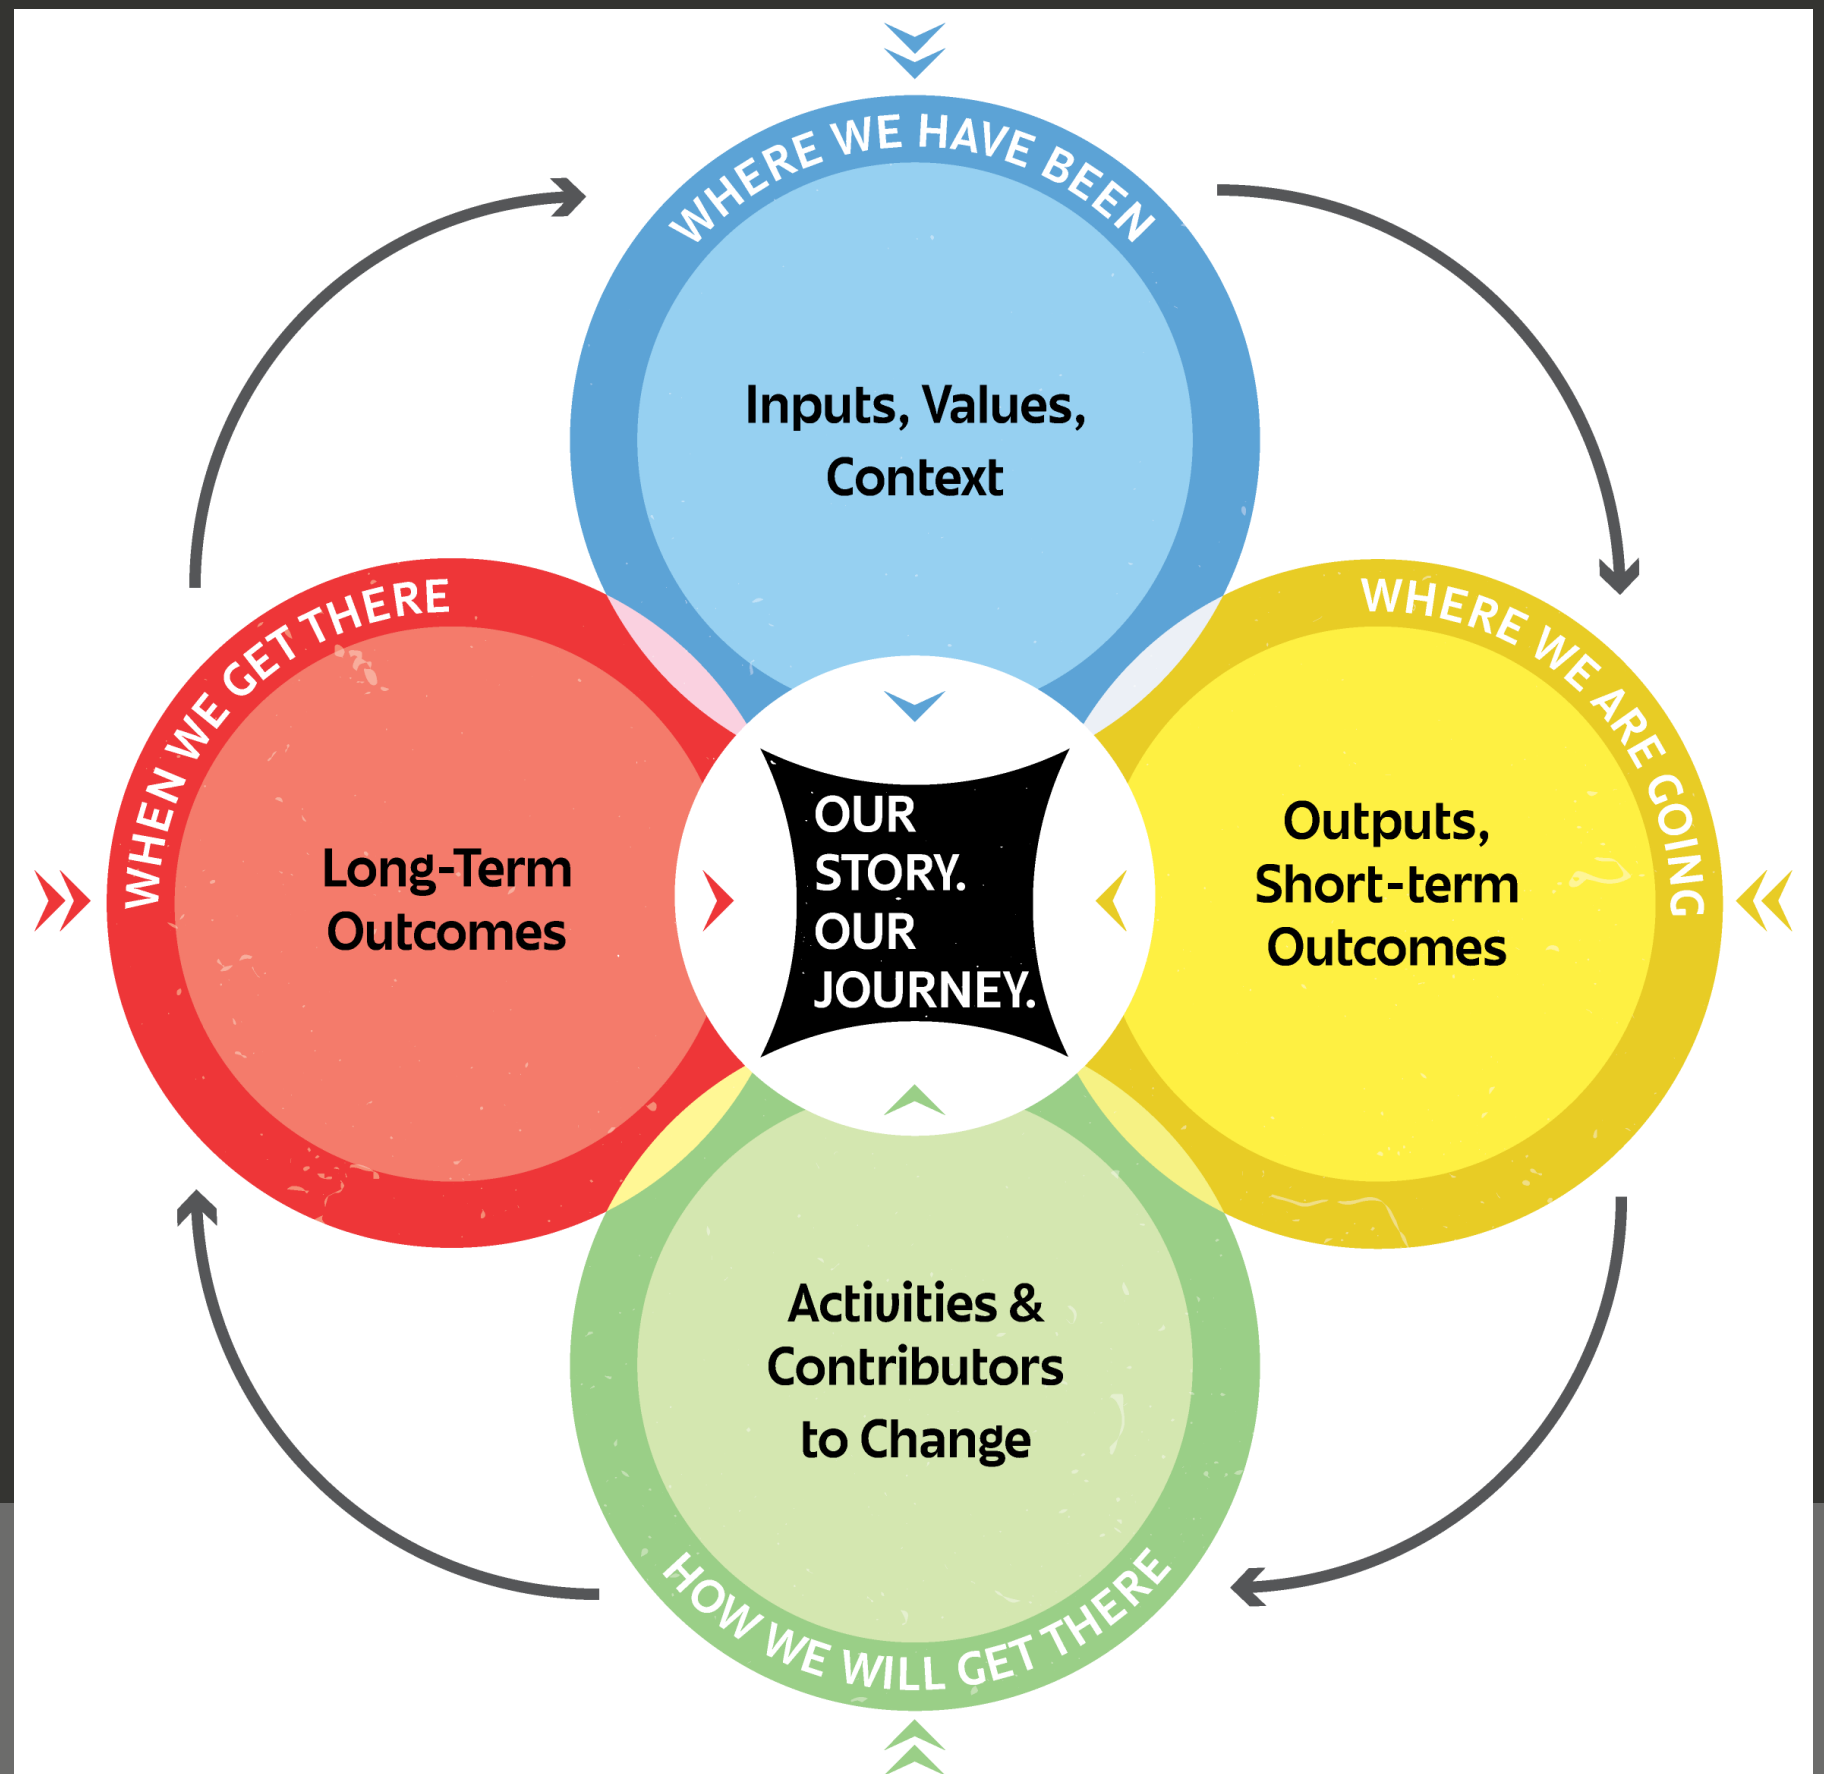 WHERE WE HAVE BEEN
Inputs, Values,
Context
WHERE WE ARE GOING
Outputs,
Short-term
Outcomes
HOW WE WILL GET THERE
Activities &
Contributors
to Change
WHEN WE GET THERE
Long-Term
Outcomes
OUR
STORY.
OUR
JOURNEY.